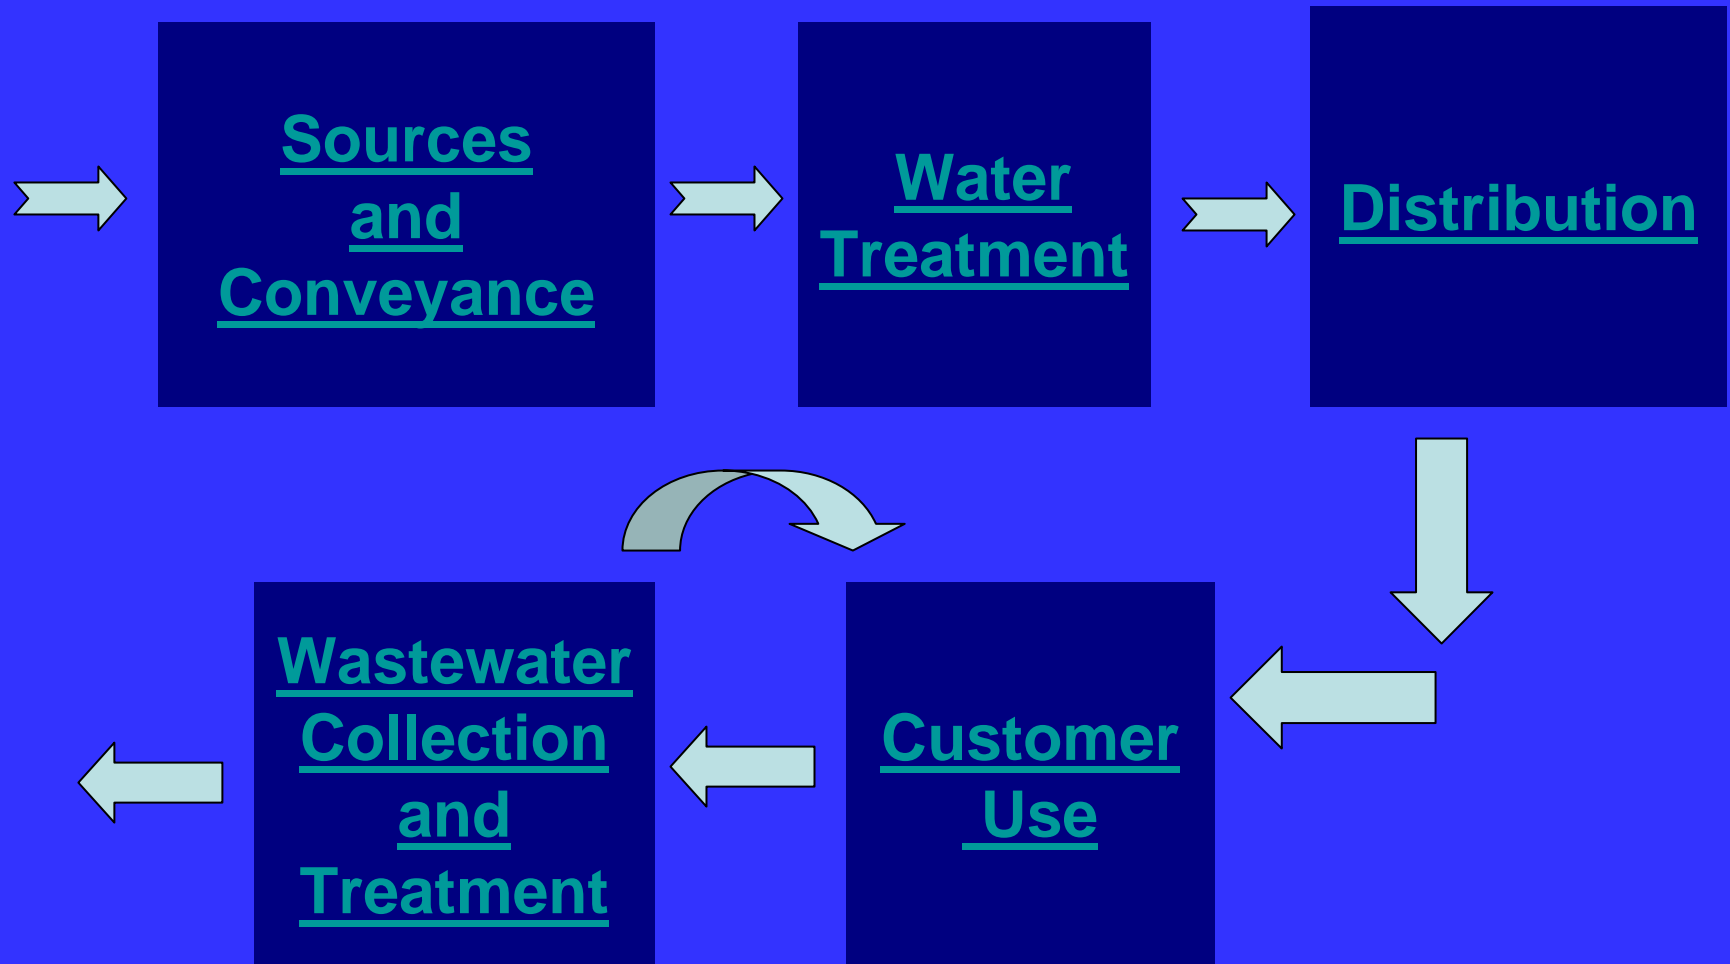 Sources
and
Conveyance
Water
Treatment
Distribution
Wastewater
Collection
and
Treatment
Customer
Use